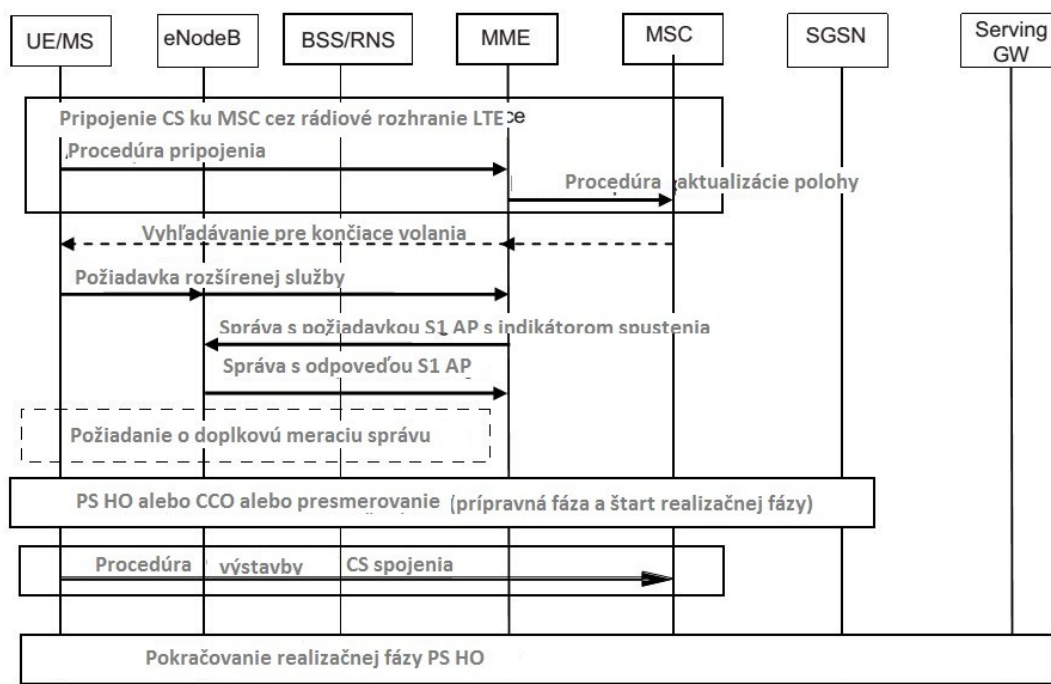 UE/MS
eNodeB
BSS/RNS
MME
MSC
SGSN
Serving
GW
Pripojenie CS ku MSC cez rádiové rozhranie LTE
ce
Procedúra pripojenia
Procedúra aktualizácie polohy
Vyhľadávanie pre končiace volania
Požiadavka rozšírenej služby
Správa s požiadavkou S1 AP s indikátorom spustenia
Správa s odpoveďou S1 AP
Požiadanie o doplkovú meraciu správu
PS HO alebo CCO alebo presmerovanie (prípravná fáza a štart realizačnej fázy)
Procedúra výstavby CS spojenia
Pokračovanie realizačnej fázy PS HO